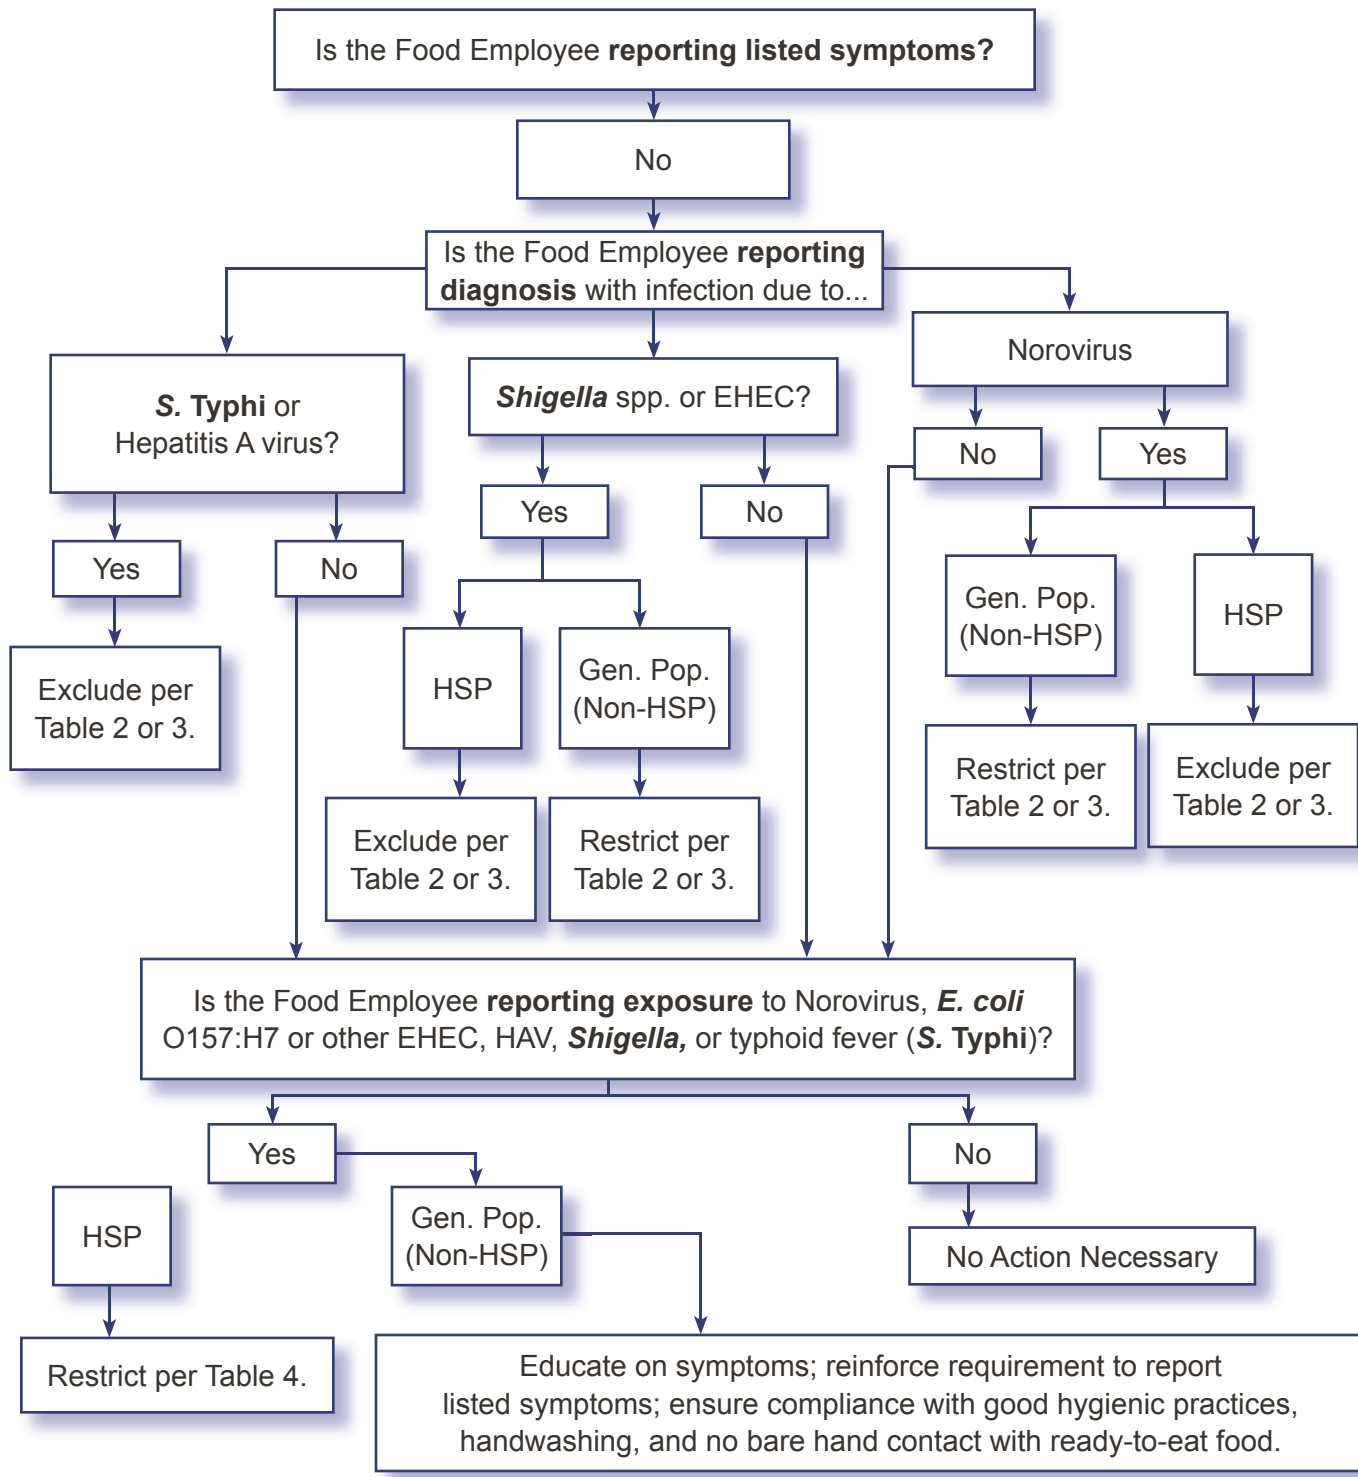 Is the Food Employee reporting listed symptoms?
No
Is the Food Employee reporting
diagnosis with infection due to...
S. Typhi or
Hepatitis A virus?
Shigella spp. or EHEC?
Norovirus
Yes
No
Yes
No
No
Yes
Exclude per
Table 2 or 3.
HSP
Gen. Pop.
(Non-HSP)
Gen. Pop.
(Non-HSP)
HSP
Exclude per
Table 2 or 3.
Restrict per
Table 2 or 3.
Restrict per
Table 2 or 3.
Exclude per
Table 2 or 3.
Is the Food Employee reporting exposure to Norovirus, E. coli
O157:H7 or other EHEC, HAV, Shigella, or typhoid fever (S. Typhi)?
Yes
No
HSP
Gen. Pop.
(Non-HSP)
No Action Necessary
Restrict per Table 4.
Educate on symptoms; reinforce requirement to report
listed symptoms; ensure compliance with good hygienic practices,
handwashing, and no bare hand contact with ready-to-eat food.